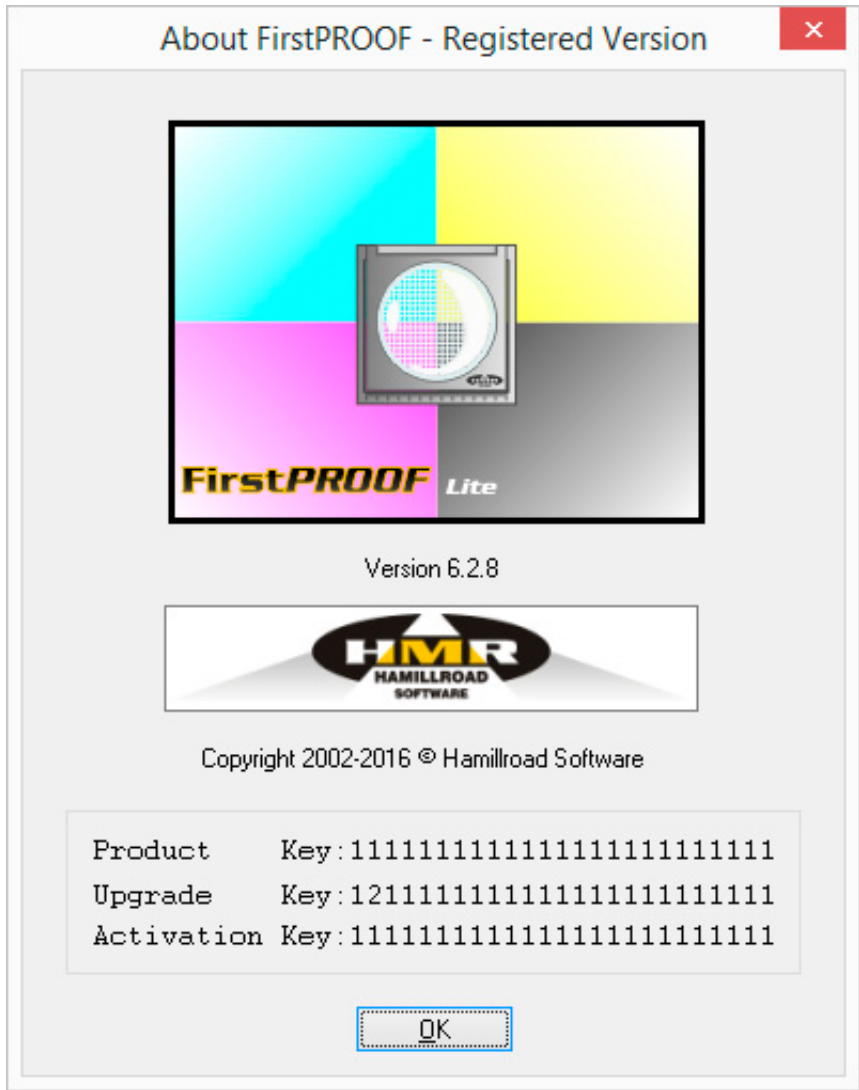 About FirstPROOF - Registered Version
FirstPROOF Lite
Version 6.2.8
HMR
HAMILLROAD
SOFTWARE
Copyright 2002-2016 © Hamillroad Software
Product Key:1111111111111111111111111
Upgrade Key:1211111111111111111111111
Activation Key:1111111111111111111111111
OK